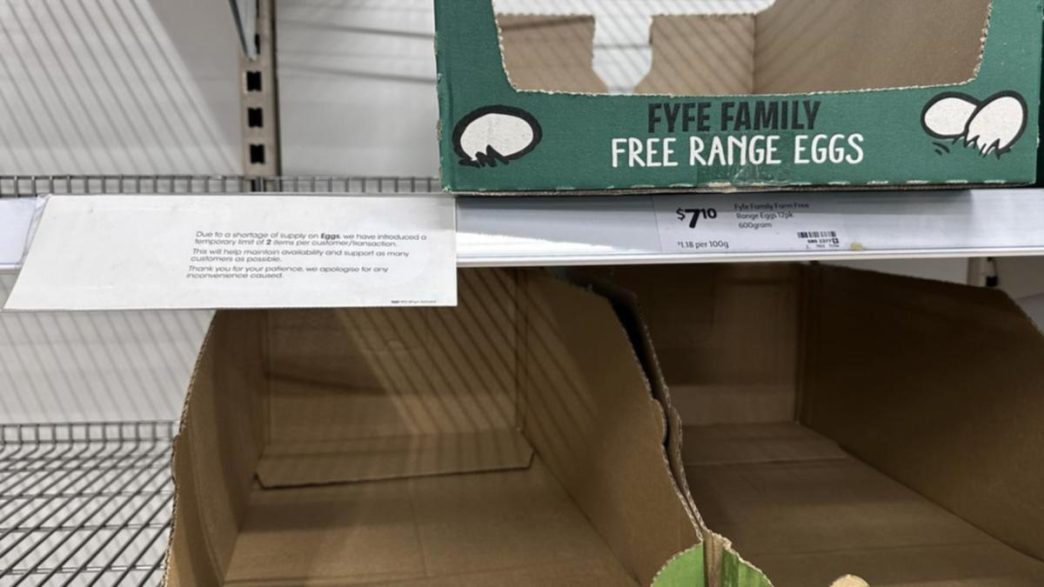 FYFE FAMILY
FREE RANGE EGGS
Due to a shortage of supply on Eggs, we have introduced a
temporary limit of 2 items per customer/transaction.
This will help maintain availability and support as many
customers as possible.
Thank you for your patience, we apologise for any
inconvenience caused.
$710
Fyfe Family Farm Free
Range Eggs 12pk
600gram
$1.18 per 100g